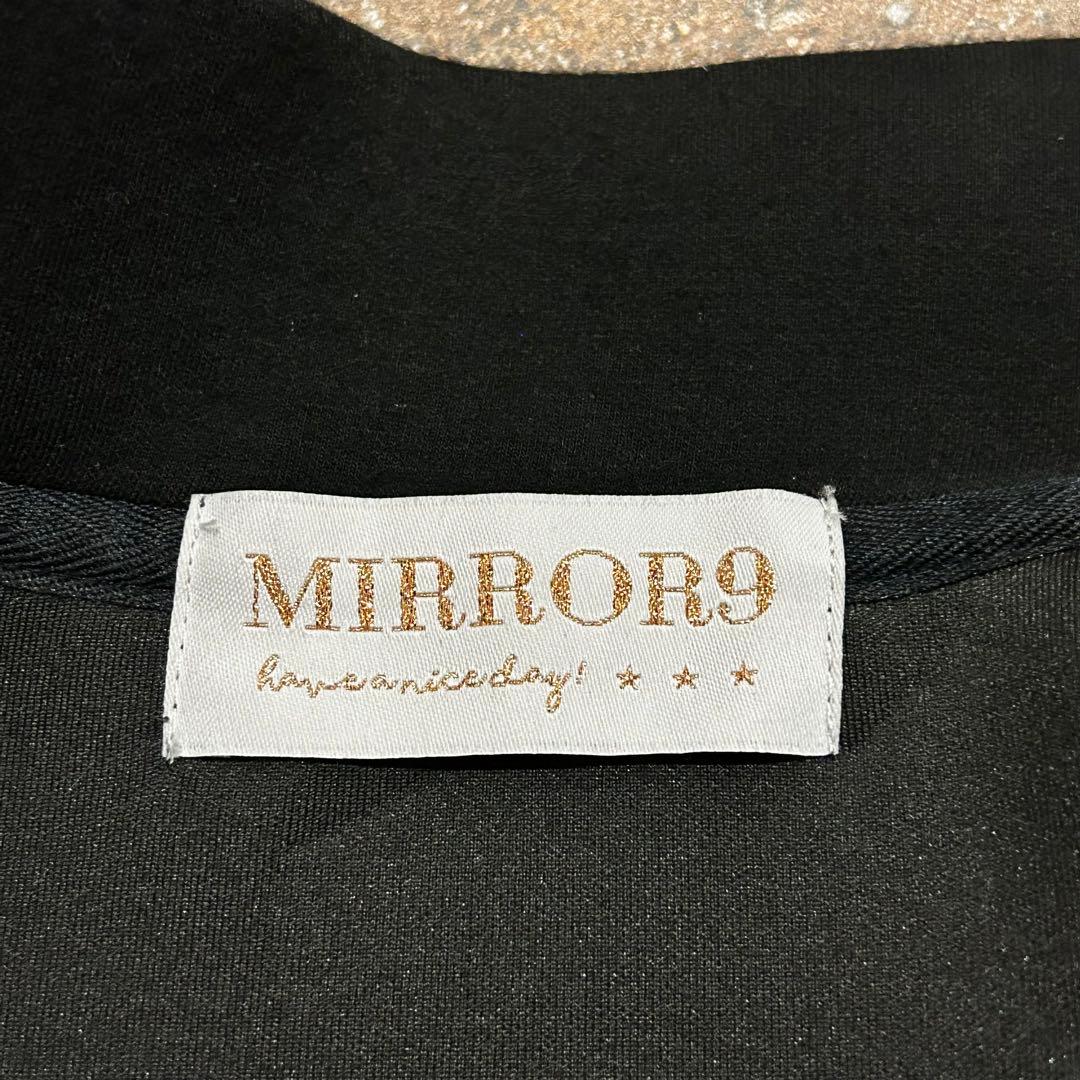 MIRROR9
have a nice day! ★ ★ ★